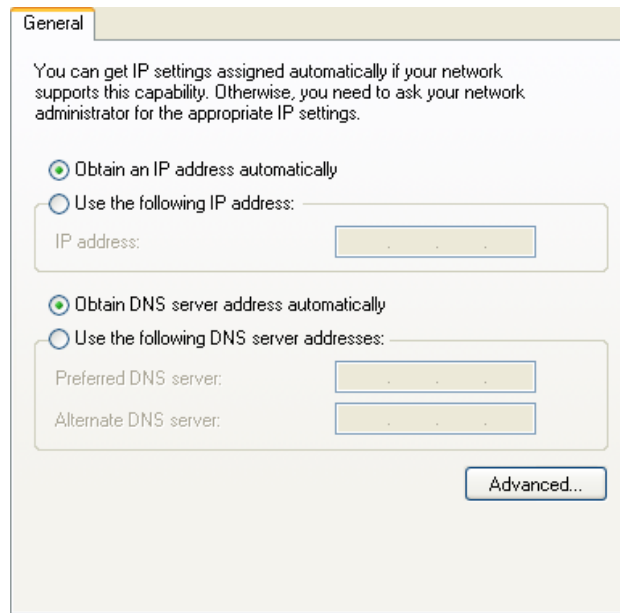 General
You can get IP settings assigned automatically if your network
supports this capability. Otherwise, you need to ask your network
administrator for the appropriate IP settings.
Obtain an IP address automatically
Use the following IP address:
IP address:
Obtain DNS server address automatically
Use the following DNS server addresses:
Preferred DNS server:
Alternate DNS server:
Advanced...